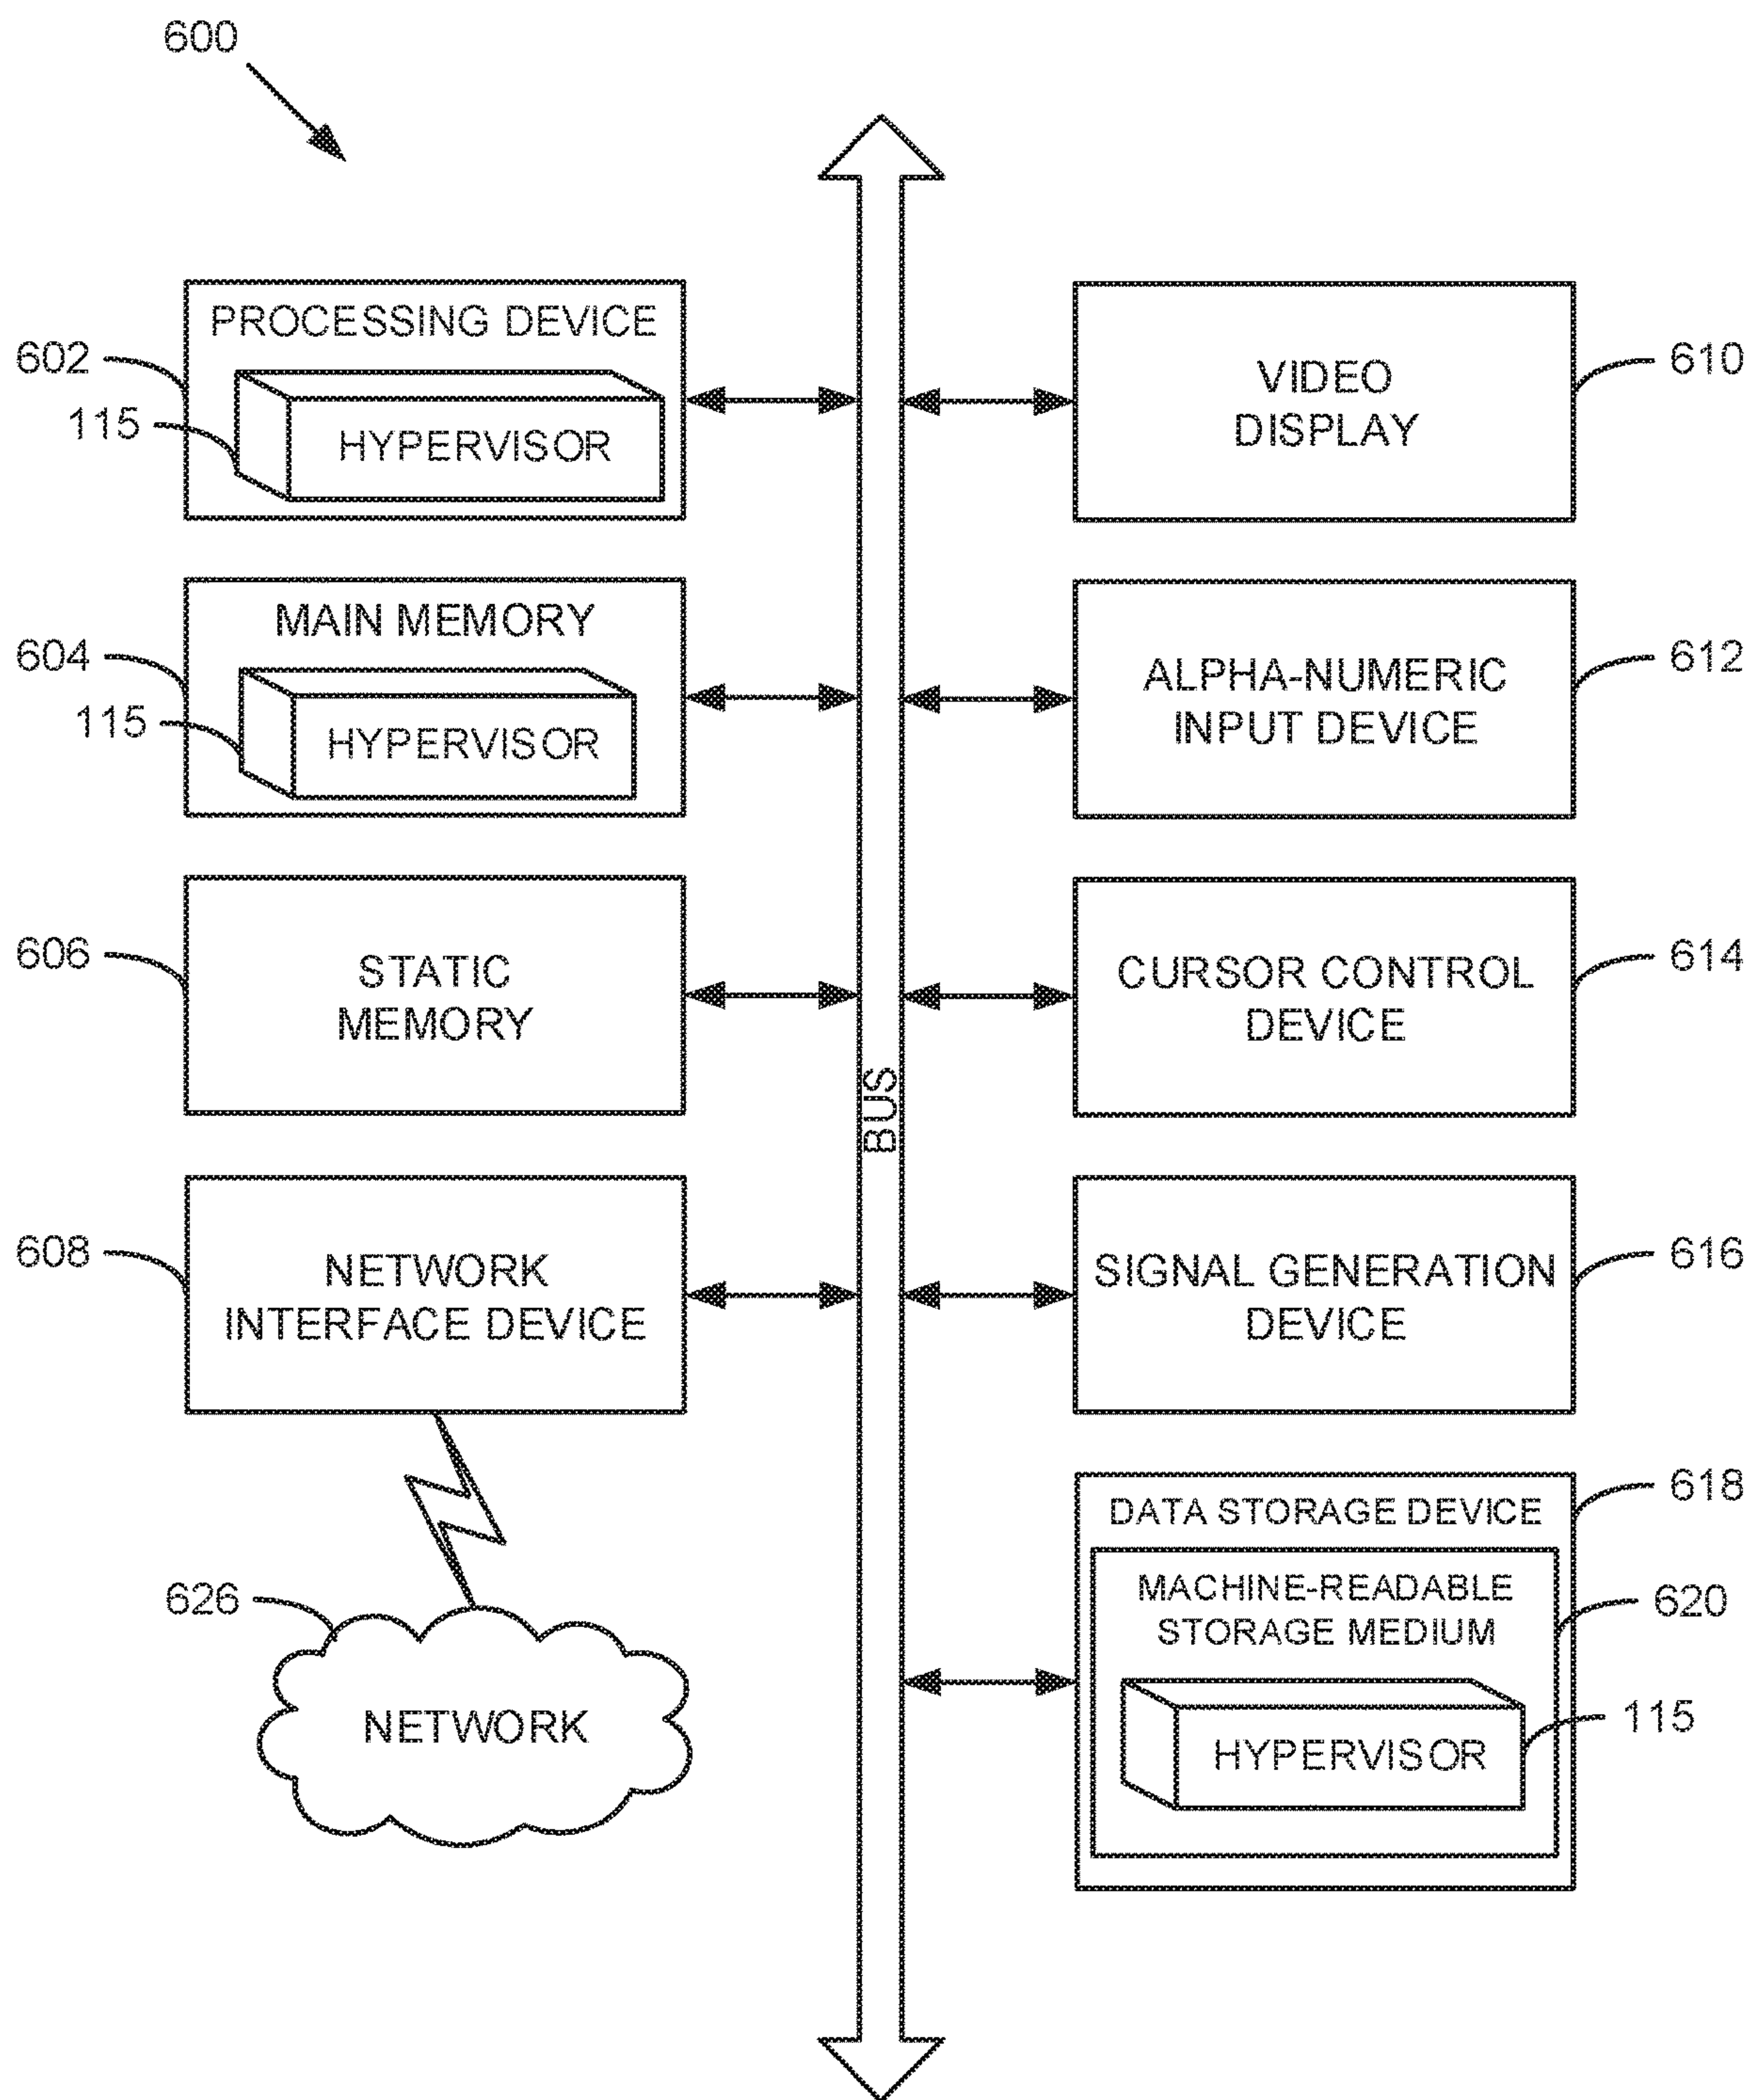 600
PROCESSING DEVICE
602
115
HYPERVISOR
MAIN MEMORY
604
115
HYPERVISOR
606
STATIC
MEMORY
608
NETWORK
INTERFACE DEVICE
626
NETWORK
BUS
VIDEO
DISPLAY
610
ALPHA-NUMERIC
INPUT DEVICE
612
CURSOR CONTROL
DEVICE
614
SIGNAL GENERATION
DEVICE
616
618
DATA STORAGE DEVICE
MACHINE-READABLE
STORAGE MEDIUM
620
HYPERVISOR
115